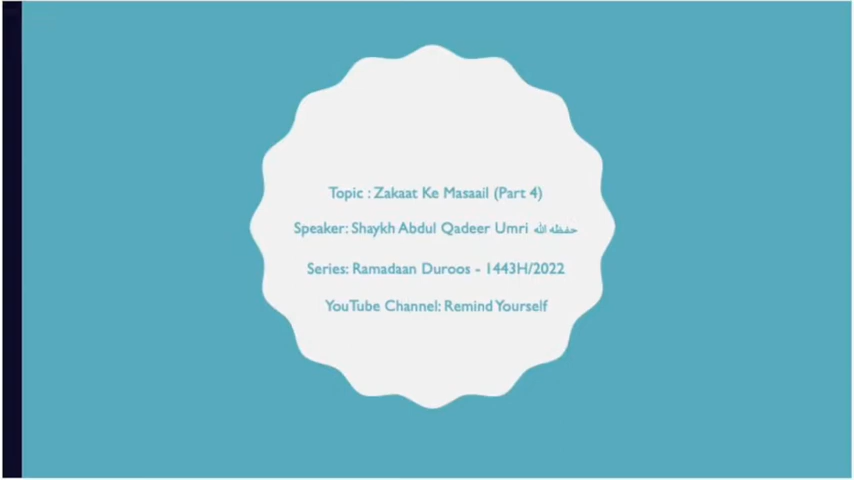 Topic : Zakaat Ke Masaail (Part 4)
Speaker: Shaykh Abdul Qadeer Umri حفظه الله
Series: Ramadaan Duroos - 1443H/2022
YouTube Channel: Remind Yourself